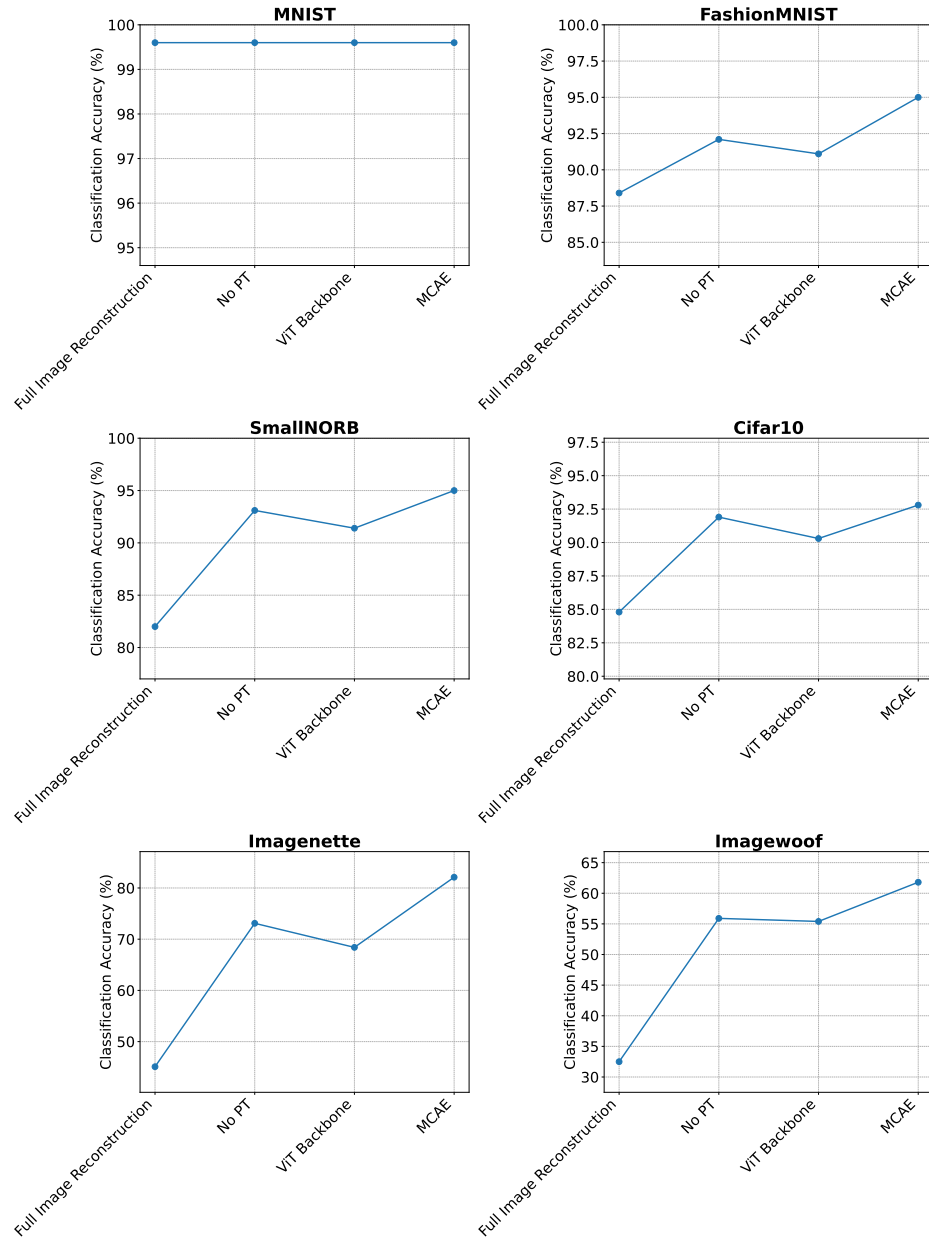 MNIST
Classification Accuracy (%)
100
99
98
97
96
95
Full Image Reconstruction
No PT
ViT Backbone
MCAE
FashionMNIST
Classification Accuracy (%)
100.0
97.5
95.0
92.5
90.0
87.5
85.0
Full Image Reconstruction
No PT
ViT Backbone
MCAE
SmallNORB
Classification Accuracy (%)
100
95
90
85
80
Full Image Reconstruction
No PT
ViT Backbone
MCAE
Cifar10
Classification Accuracy (%)
97.5
95.0
92.5
90.0
87.5
85.0
82.5
80.0
Full Image Reconstruction
No PT
ViT Backbone
MCAE
Imagenette
Classification Accuracy (%)
80
70
60
50
Full Image Reconstruction
No PT
ViT Backbone
MCAE
Imagewoof
Classification Accuracy (%)
65
60
55
50
45
40
35
30
Full Image Reconstruction
No PT
ViT Backbone
MCAE